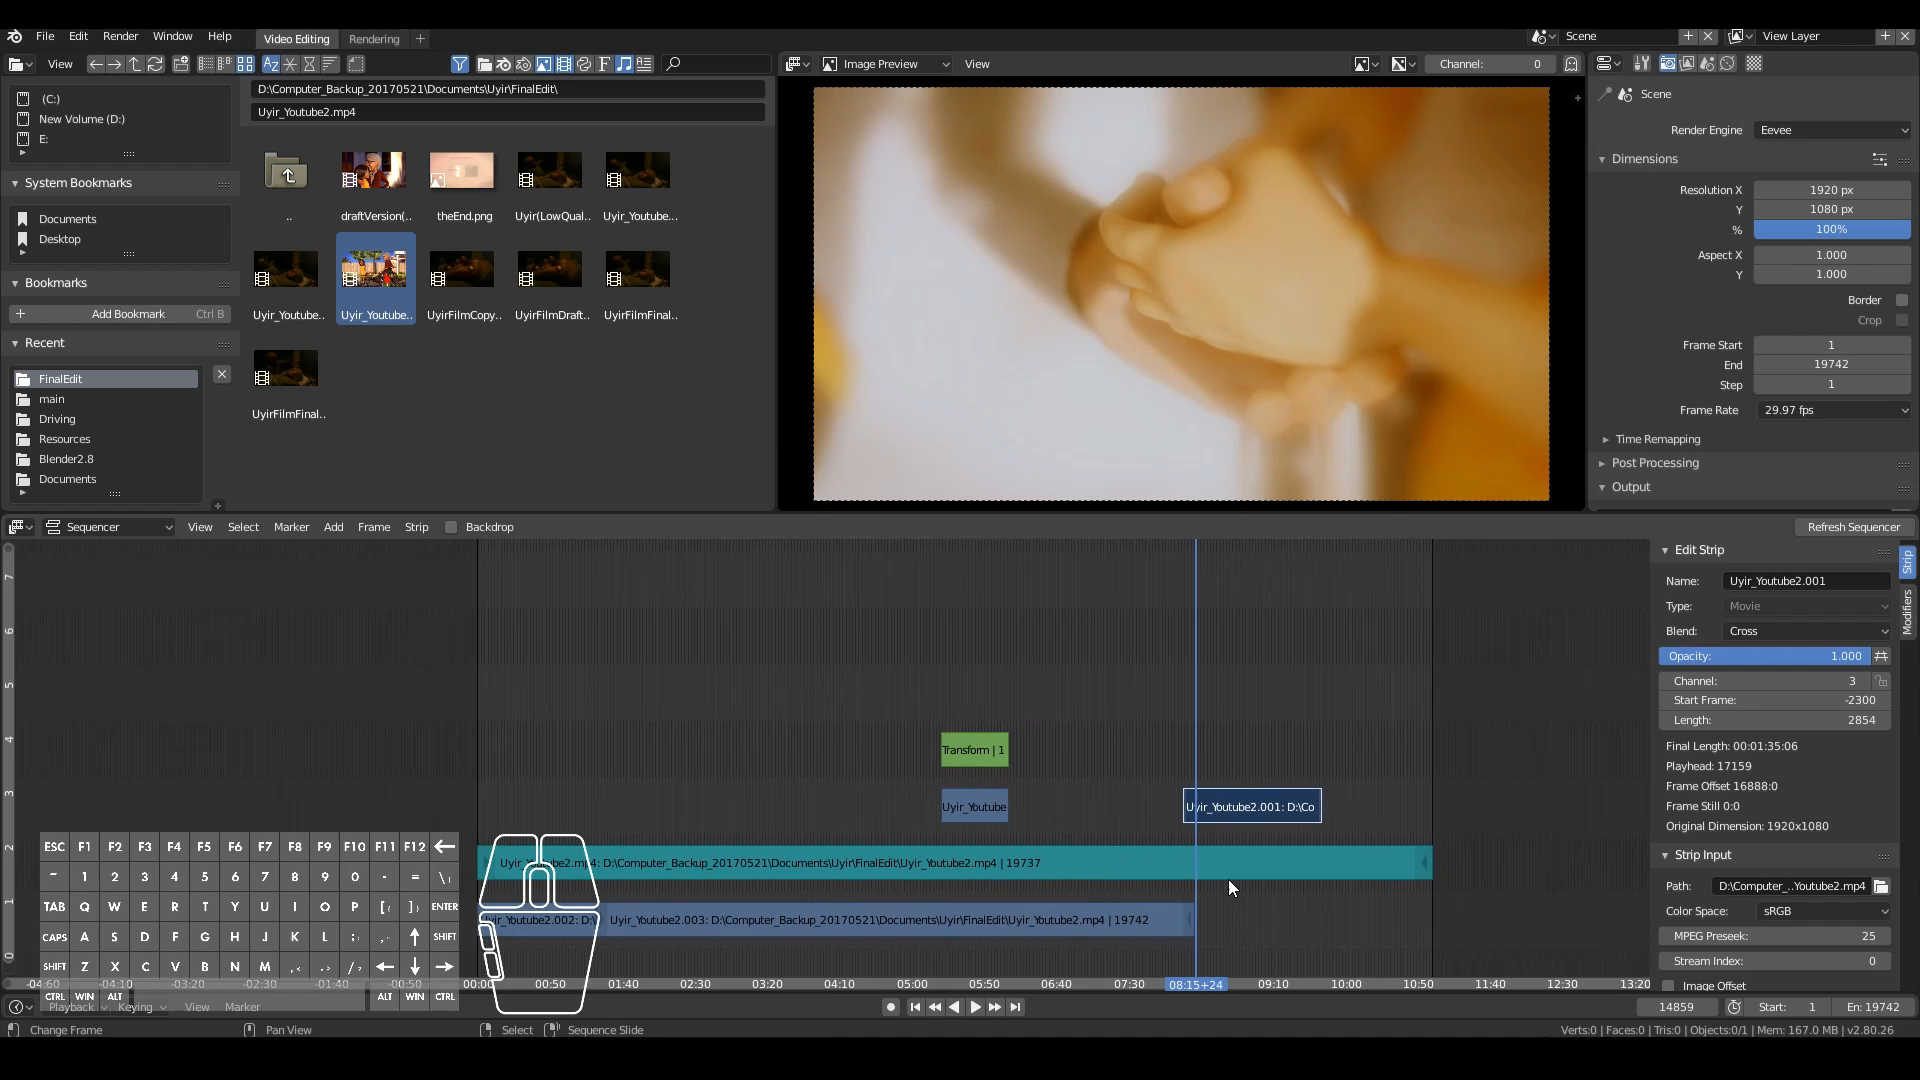 File Edit Render Window Help Video Editing Rendering + Scene View Layer
View Image Preview View Channel: 0
D:\Computer_Backup_20170521\Documents\Uyir\FinalEdit\
Uyir_Youtube2.mp4
(C:)
New Volume (D:)
E:
System Bookmarks
Documents
Desktop
Bookmarks
Add Bookmark Ctrl B
Recent
FinalEdit
main
Driving
Resources
Blender2.8
Documents
.. draftVersion(.. theEnd.png Uyir(LowQual.. Uyir_Youtube...
Uyir_Youtube.. Uyir_Youtube.. UyirFilmCopy.. UyirFilmDraft.. UyirFilmFinal..
UyirFilmFinal..
Scene
Render Engine Eevee
Dimensions
Resolution X 1920 px
Y 1080 px
% 100%
Aspect X 1.000
Y 1.000
Border
Crop
Frame Start 1
End 19742
Step 1
Frame Rate 29.97 fps
Time Remapping
Post Processing
Output
Sequencer View Select Marker Add Frame Strip Backdrop Refresh Sequencer
7
6
5
4
3
2
1
0
Transform | 1
Uyir_Youtube
Uyir_Youtube2.001: D:\Co
Uyir_Youtube2.mp4: D:\Computer_Backup_20170521\Documents\Uyir\FinalEdit\Uyir_Youtube2.mp4 | 19737
Uyir_Youtube2.002: D:\ Uyir_Youtube2.003: D:\Computer_Backup_20170521\Documents\Uyir\FinalEdit\Uyir_Youtube2.mp4 | 19742
Edit Strip
Name: Uyir_Youtube2.001
Type: Movie
Blend: Cross
Opacity: 1.000
Channel: 3
Start Frame: -2300
Length: 2854
Final Length: 00:01:35:06
Playhead: 17159
Frame Offset 16888:0
Frame Still 0:0
Original Dimension: 1920x1080
Strip Input
Path: D:\Computer_..Youtube2.mp4
Color Space: sRGB
MPEG Preseek: 25
Stream Index: 0
Image Offset
Strip
Modifiers
ESC F1 F2 F3 F4 F5 F6 F7 F8 F9 F10 F11 F12
~ 1 2 3 4 5 6 7 8 9 0 - = \|
TAB Q W E R T Y U I O P [{ ]} ENTER
CAPS A S D F G H J K L ;: SHIFT
SHIFT Z X C V B N M ,< .> /?
CTRL WIN ALT ALT WIN CTRL
-04:60 -04:10 -03:20 -02:30 -01:40 -00:50 00:00 00:50 01:40 02:30 03:20 04:10 05:00 05:50 06:40 07:30 08:15+24 09:10 10:00 10:50 11:40 12:30 13:20
Playback Keying View Marker 14859 Start: 1 En: 19742
Change Frame Pan View Select Sequence Slide Verts:0 | Faces:0 | Tris:0 | Objects:0/1 | Mem: 167.0 MB | v2.80.26